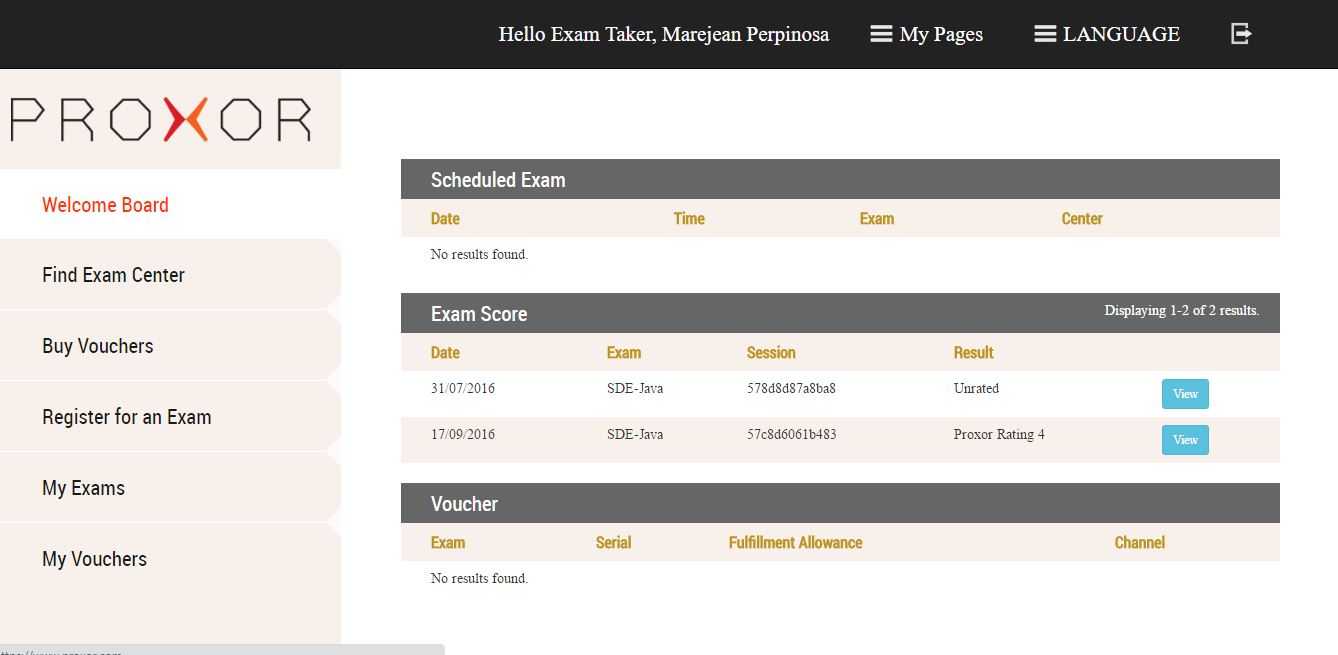 Hello Exam Taker, Marejean Perpinosa My Pages LANGUAGE
PROXOR
Welcome Board
Find Exam Center
Buy Vouchers
Register for an Exam
My Exams
My Vouchers
Scheduled Exam
Date Time Exam Center
No results found.
Exam Score Displaying 1-2 of 2 results.
Date Exam Session Result
31/07/2016 SDE-Java 578d8d87a8ba8 Unrated View
17/09/2016 SDE-Java 57c8d6061b483 Proxor Rating 4 View
Voucher
Exam Serial Fulfillment Allowance Channel
No results found.